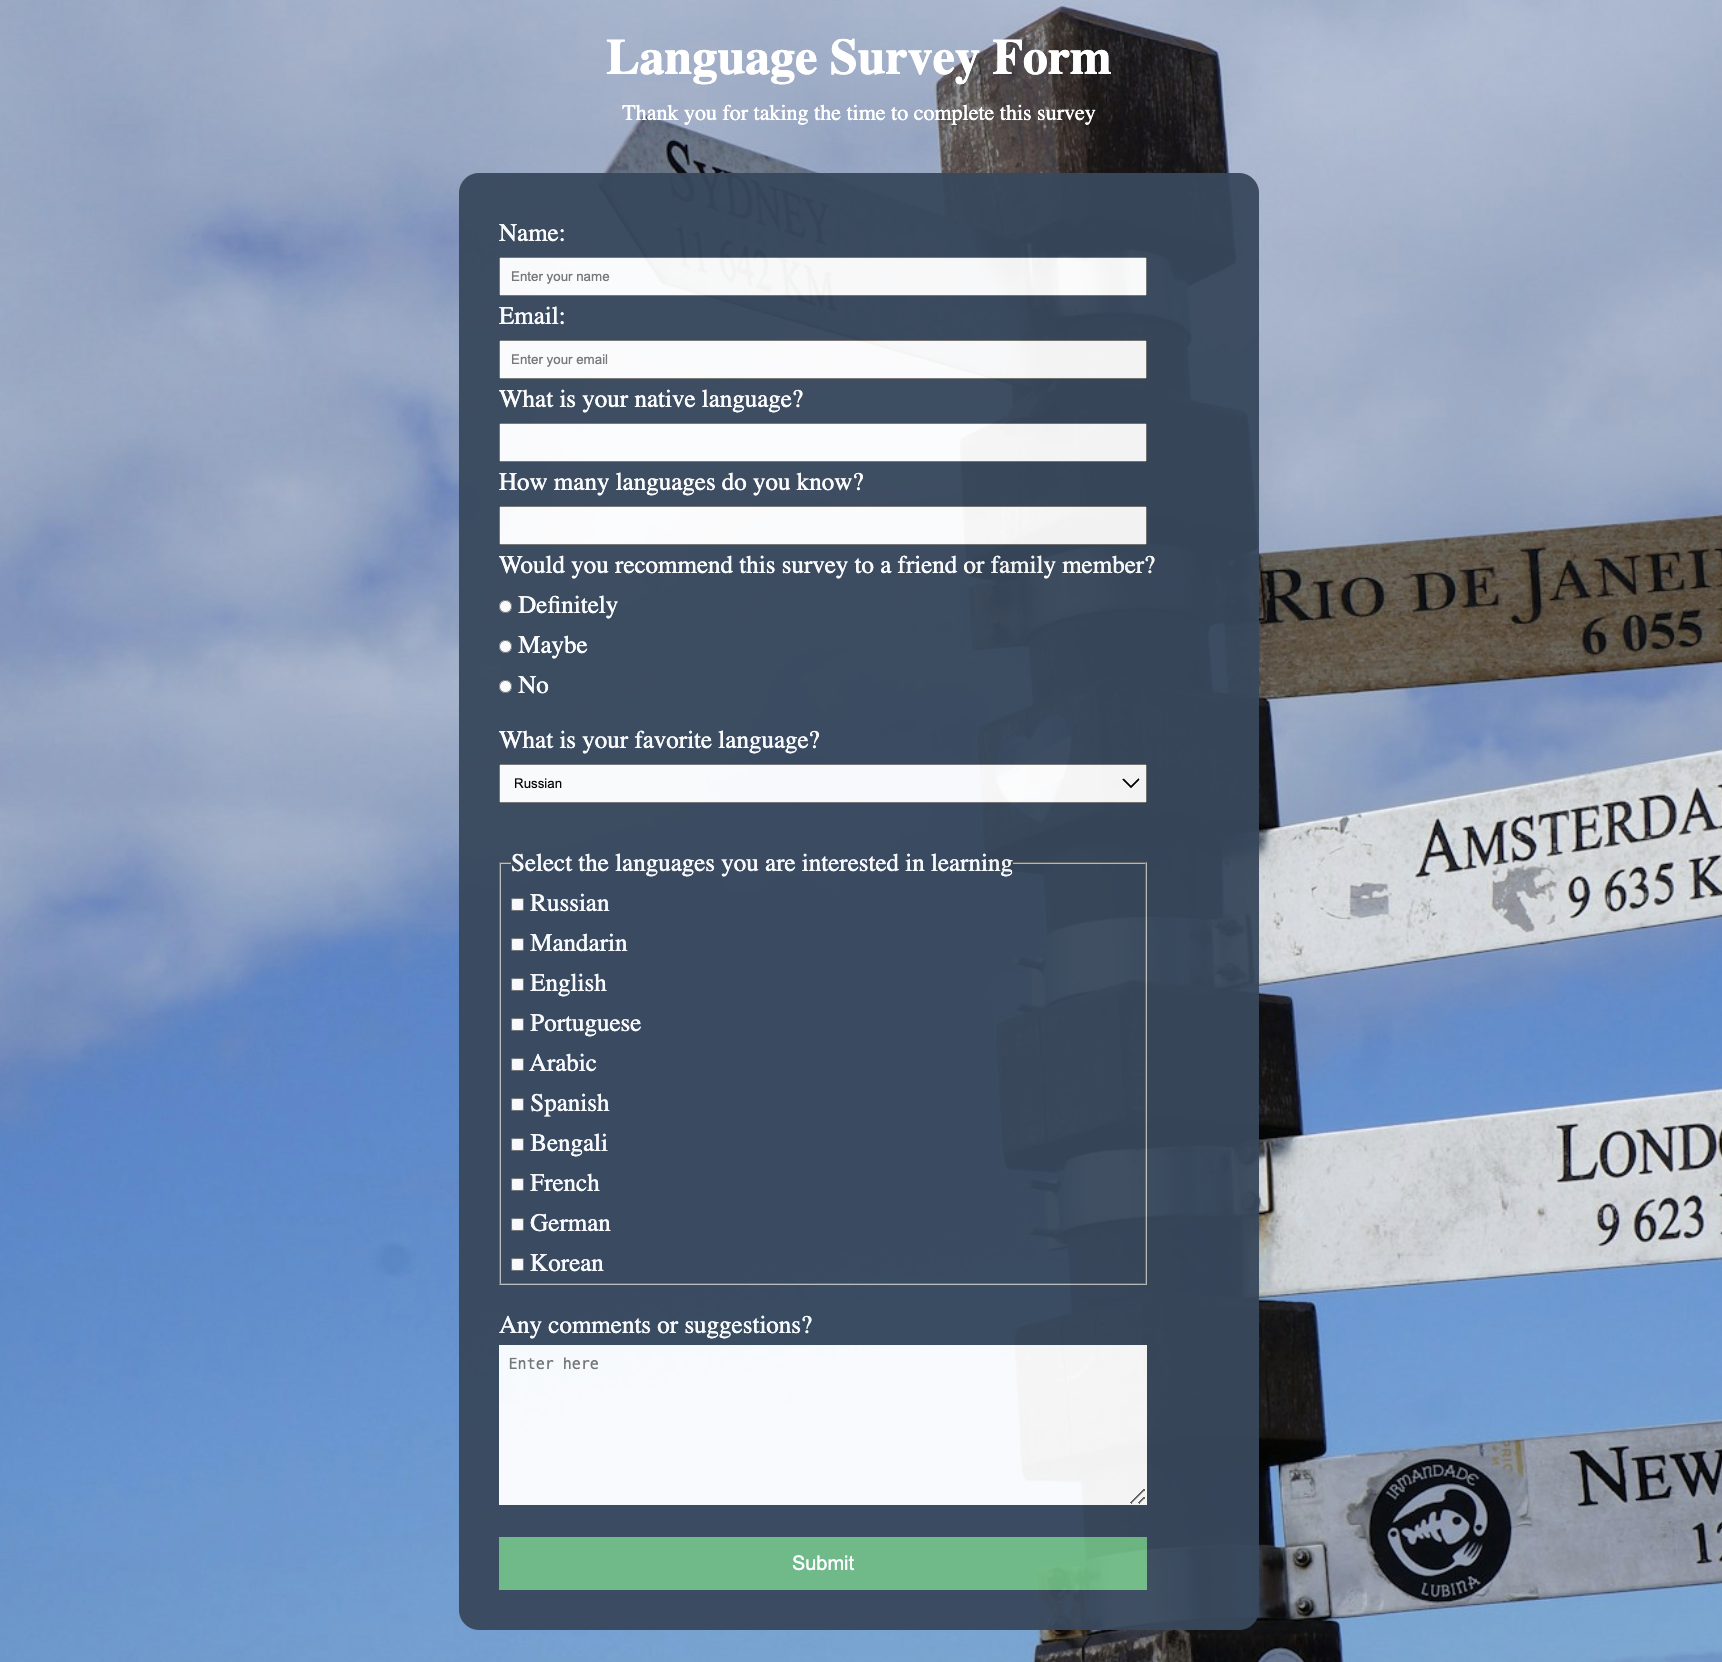 Language Survey Form
Thank you for taking the time to complete this survey
SYDNEY
11 642 KM
Name:
Enter your name
Email:
Enter your email
What is your native language?
How many languages do you know?
Would you recommend this survey to a friend or family member?
Definitely
Maybe
No
What is your favorite language?
Russian
Select the languages you are interested in learning
Russian
Mandarin
English
Portuguese
Arabic
Spanish
Bengali
French
German
Korean
Any comments or suggestions?
Enter here
Submit
RIO DE JANEI
6 055
AMSTERDA
9 635 K
LONDO
9 623
NEW
12
IRMANDADE
LUBINA